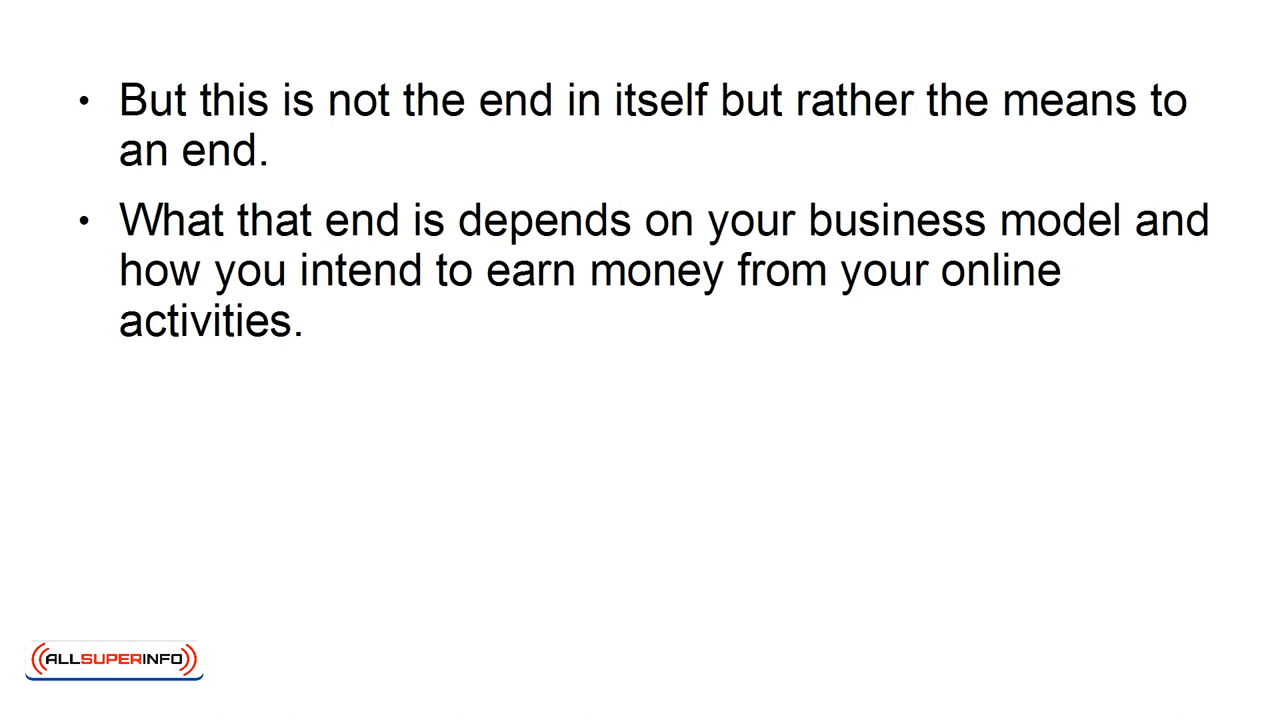 • But this is not the end in itself but rather the means to
an end.
• What that end is depends on your business model and
how you intend to earn money from your online
activities.
ALLSUPERINFO